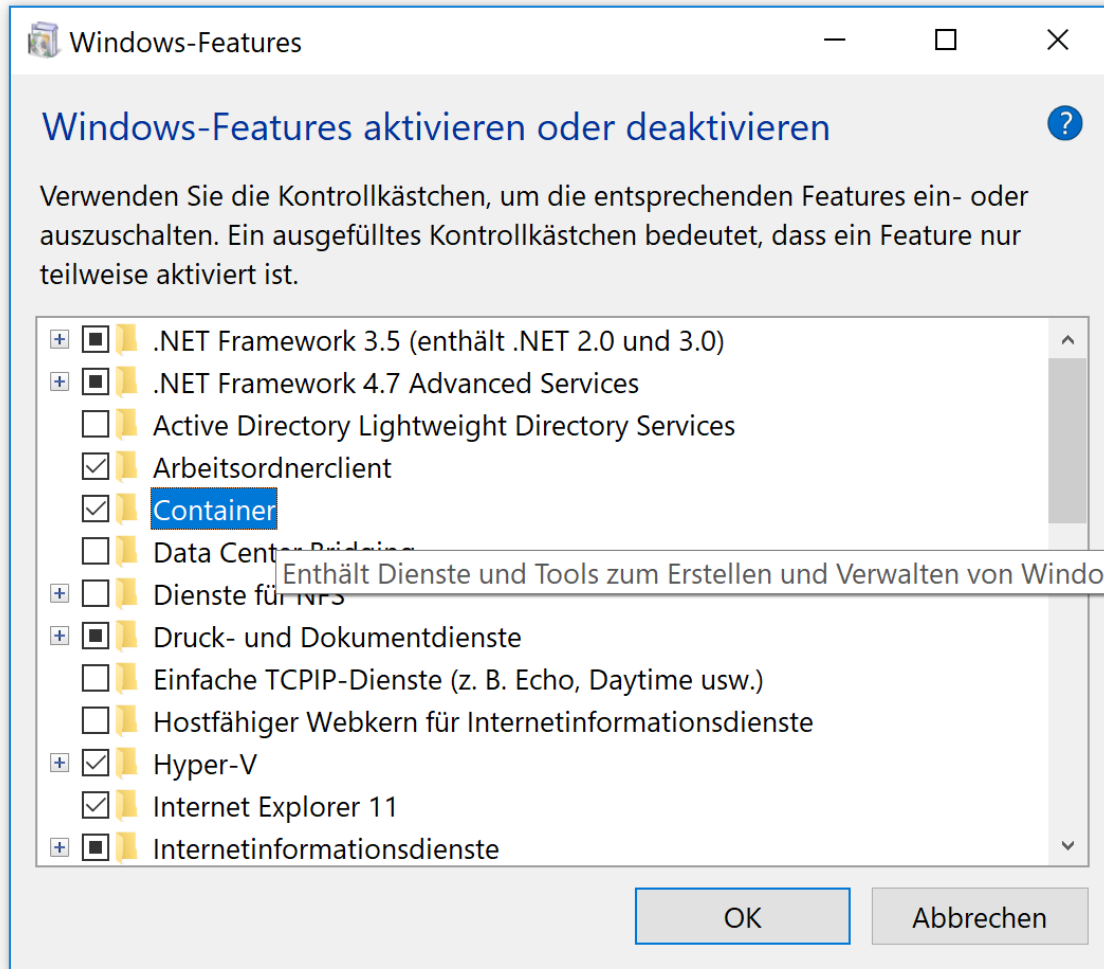 Windows-Features
Windows-Features aktivieren oder deaktivieren
?
Verwenden Sie die Kontrollkästchen, um die entsprechenden Features ein- oder
auszuschalten. Ein ausgefülltes Kontrollkästchen bedeutet, dass ein Feature nur
teilweise aktiviert ist.
.NET Framework 3.5 (enthält .NET 2.0 und 3.0)
.NET Framework 4.7 Advanced Services
Active Directory Lightweight Directory Services
Arbeitsordnerclient
Container
Data Center Bridging
Enthält Dienste und Tools zum Erstellen und Verwalten von Windo
Dienste für NFS
Druck- und Dokumentdienste
Einfache TCPIP-Dienste (z. B. Echo, Daytime usw.)
Hostfähiger Webkern für Internetinformationsdienste
Hyper-V
Internet Explorer 11
Internetinformationsdienste
OK
Abbrechen